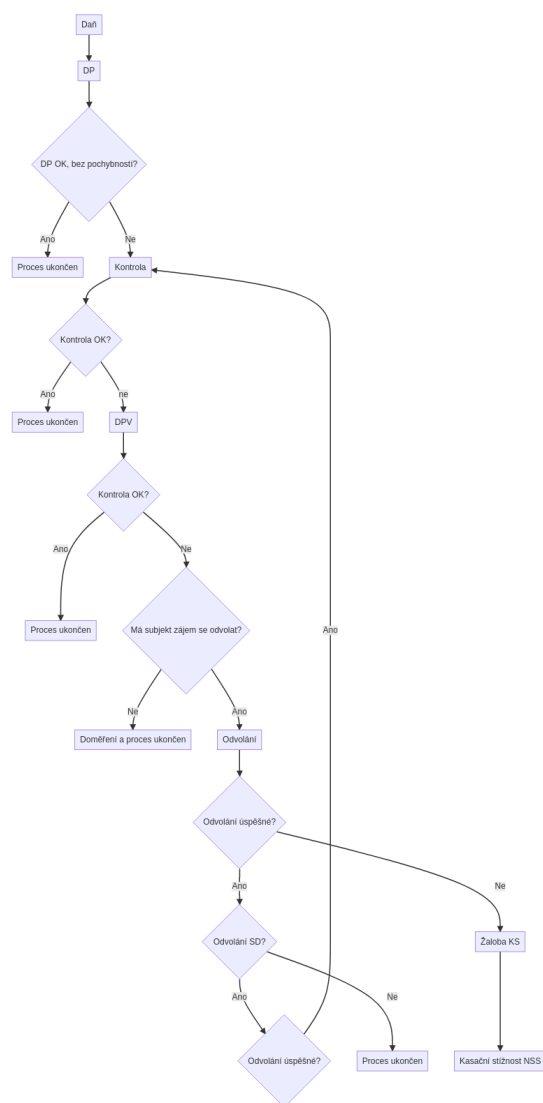 Daň
DP
DP OK, bez pochybností?
Ano
Ne
Proces ukončen
Kontrola
Kontrola OK?
Ano
ne
Proces ukončen
DPV
Kontrola OK?
Ano
Ne
Proces ukončen
Má subjekt zájem se odvolat?
Ano
Ne
Ano
Doměření a proces ukončen
Odvolání
Odvolání úspěšné?
Ano
Ne
Odvolání SD?
Žaloba KS
Ano
Ne
Odvolání úspěšné?
Proces ukončen
Kasační stížnost NSS